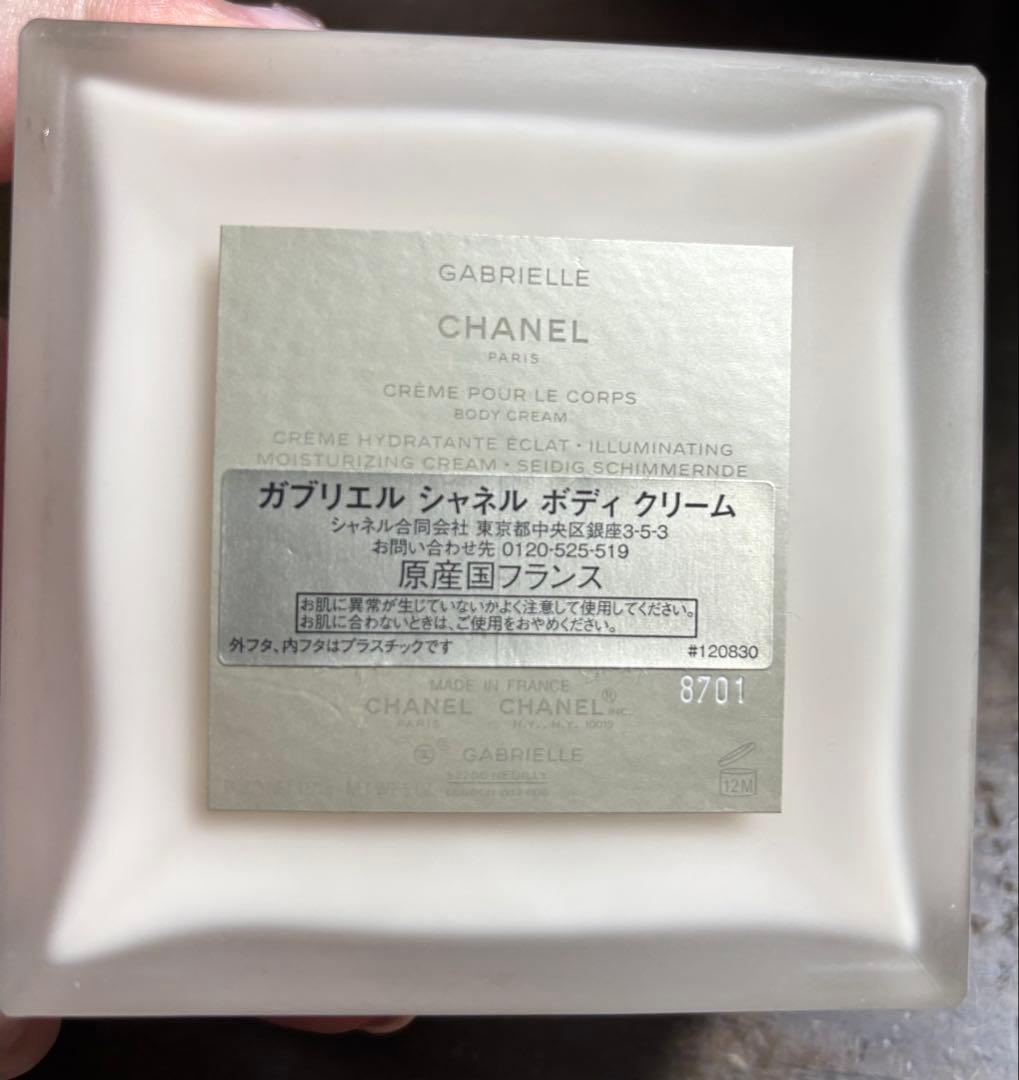 GABRIELLE
CHANEL
PARIS
CRÈME POUR LE CORPS
BODY CREAM
CRÈME HYDRATANTE ÉCLAT · ILLUMINATING
MOISTURIZING CREAM · SEIDIG SCHIMMERNDE
ガブリエル シャネル ボディ クリーム
シャネル合同会社 東京都中央区銀座3-5-3
お問い合わせ先 0120-525-519
原産国フランス
お肌に異常が生じていないかよく注意して使用してください。
お肌に合わないときは、ご使用をおやめください。
外フタ、内フタはプラスチックです
#120830
MADE IN FRANCE
8701
CHANEL CHANEL® INC.
PARIS N.Y., N.Y. 10019
GABRIELLE
NEUILLY
12M